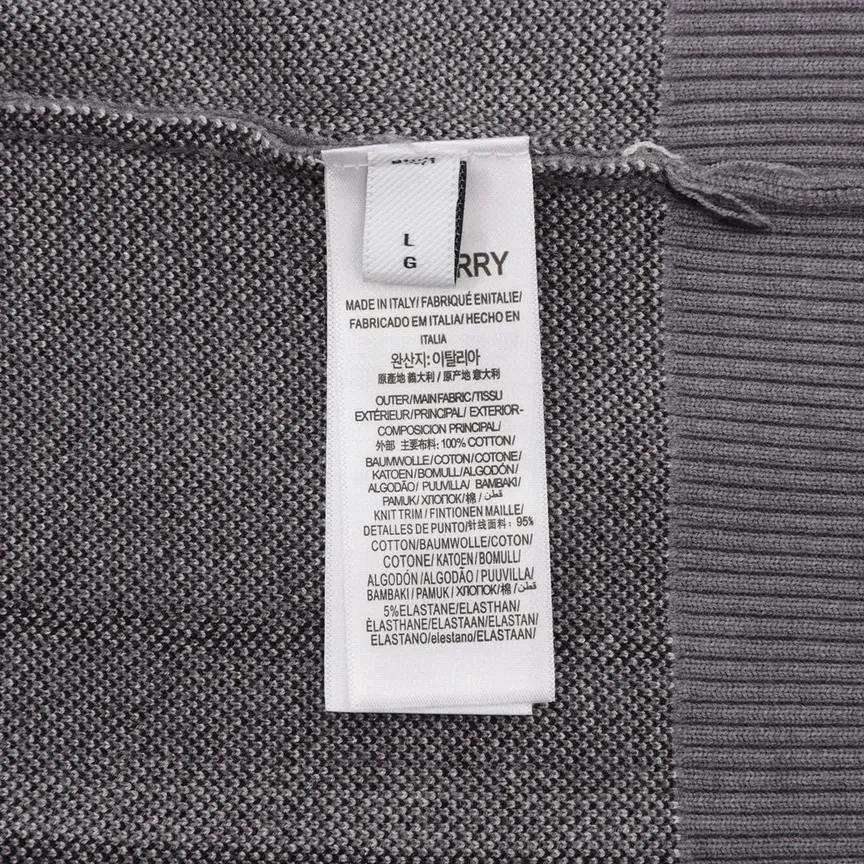 L
G
RRY
MADE IN ITALY/ FABRIQUÉ ENITALIE/
FABRICADO EM ITALIA/ HECHO EN
ITALIA
완산지: 이탈리아
原產地 義大利 / 原产地 意大利
OUTER/MAIN FABRIC/TISSU
EXTÉRIEUR/PRINCIPAL/ EXTERIOR-
COMPOSICION PRINCIPAL/
外部 主要布料: 100% COTTON/
BAUMWOLLE/COTON/COTONE/
KATOEN/BOMULL/ALGODÓN/
ALGODÃO/ PUUVILLA/ BAMBAKI/
PAMUK/ ХЛОПОК/棉 / قطن
KNIT TRIM / FINTIONEN MAILLE/
DETALLES DE PUNTO/针线面料: 95%
COTTON/BAUMWOLLE/COTON/
COTONE/ KATOEN/BOMULL/
ALGODÓN /ALGODÃO / PUUVILLA/
BAMBAKI / PAMUK / ХЛОПОК/棉 / قطن
5%ELASTANE/ELASTHAN/
ÈLASTHANE/ELASTAAN/ELASTAN/
ELASTANO/elestano/ELASTAAN/